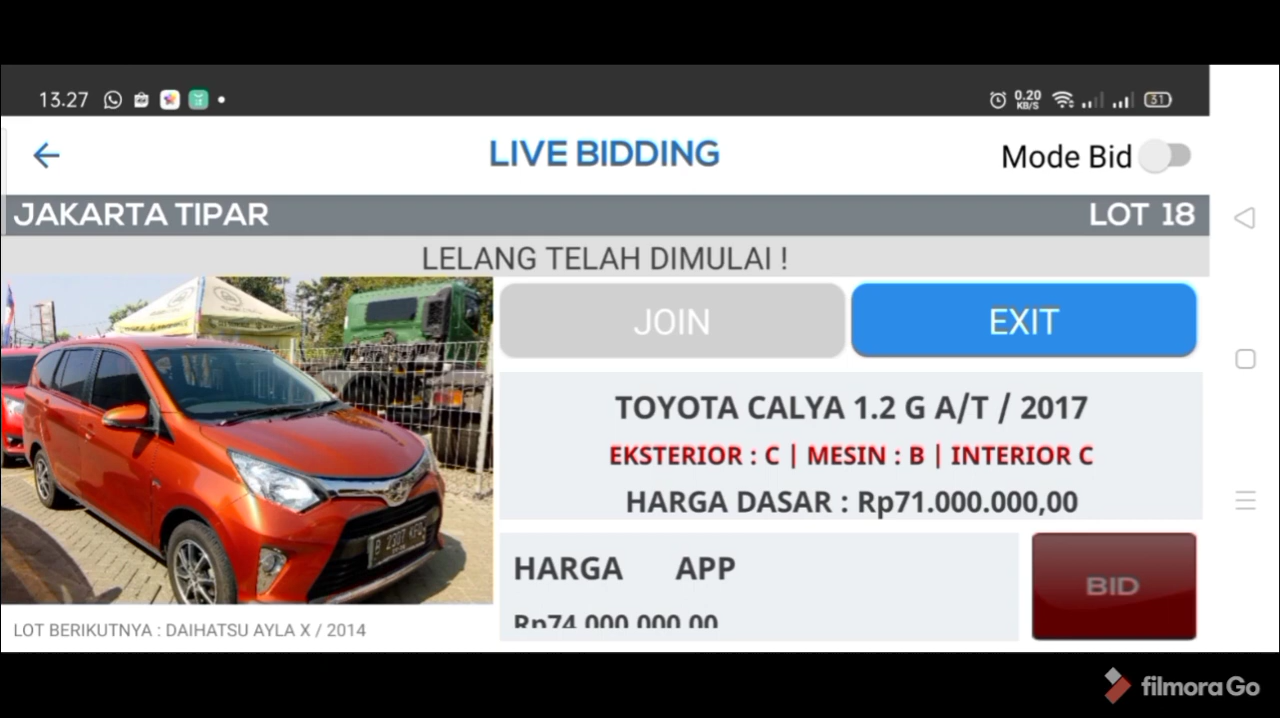 13.27
0.20
KB/S
31
LIVE BIDDING
Mode Bid
JAKARTA TIPAR
LOT 18
LELANG TELAH DIMULAI !
JOIN
EXIT
TOYOTA CALYA 1.2 G A/T / 2017
EKSTERIOR : C | MESIN : B | INTERIOR C
HARGA DASAR : Rp71.000.000,00
HARGA APP
Rp74.000.000,00
BID
LOT BERIKUTNYA : DAIHATSU AYLA X / 2014
filmoraGo